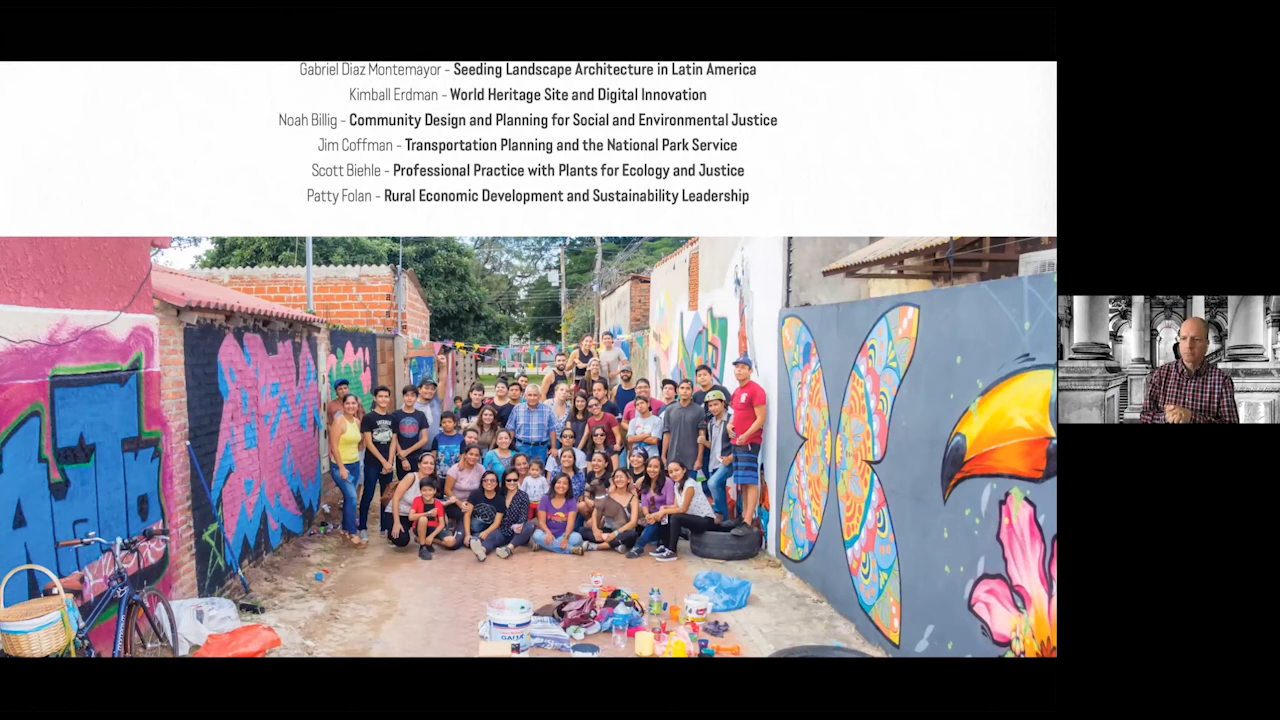 Gabriel Diaz Montemayor - Seeding Landscape Architecture in Latin America
Kimball Erdman - World Heritage Site and Digital Innovation
Noah Billig - Community Design and Planning for Social and Environmental Justice
Jim Coffman - Transportation Planning and the National Park Service
Scott Biehle - Professional Practice with Plants for Ecology and Justice
Patty Folan - Rural Economic Development and Sustainability Leadership